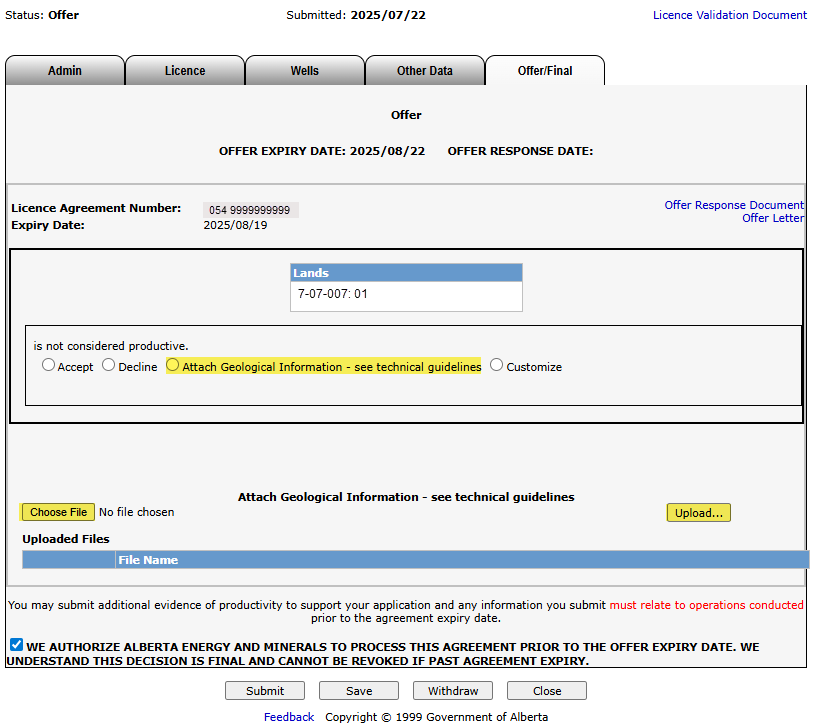 Status: Offer Submitted: 2025/07/22 Licence Validation Document
Admin Licence Wells Other Data Offer/Final
Offer
OFFER EXPIRY DATE: 2025/08/22 OFFER RESPONSE DATE:
Licence Agreement Number: 054 9999999999 Offer Response Document
Expiry Date: 2025/08/19 Offer Letter
Lands
7-07-007: 01
is not considered productive.
Accept Decline Attach Geological Information - see technical guidelines Customize
Attach Geological Information - see technical guidelines
Choose File No file chosen Upload...
Uploaded Files
File Name
You may submit additional evidence of productivity to support your application and any information you submit must relate to operations conducted
prior to the agreement expiry date.
WE AUTHORIZE ALBERTA ENERGY AND MINERALS TO PROCESS THIS AGREEMENT PRIOR TO THE OFFER EXPIRY DATE. WE
UNDERSTAND THIS DECISION IS FINAL AND CANNOT BE REVOKED IF PAST AGREEMENT EXPIRY.
Submit Save Withdraw Close
Feedback Copyright © 1999 Government of Alberta